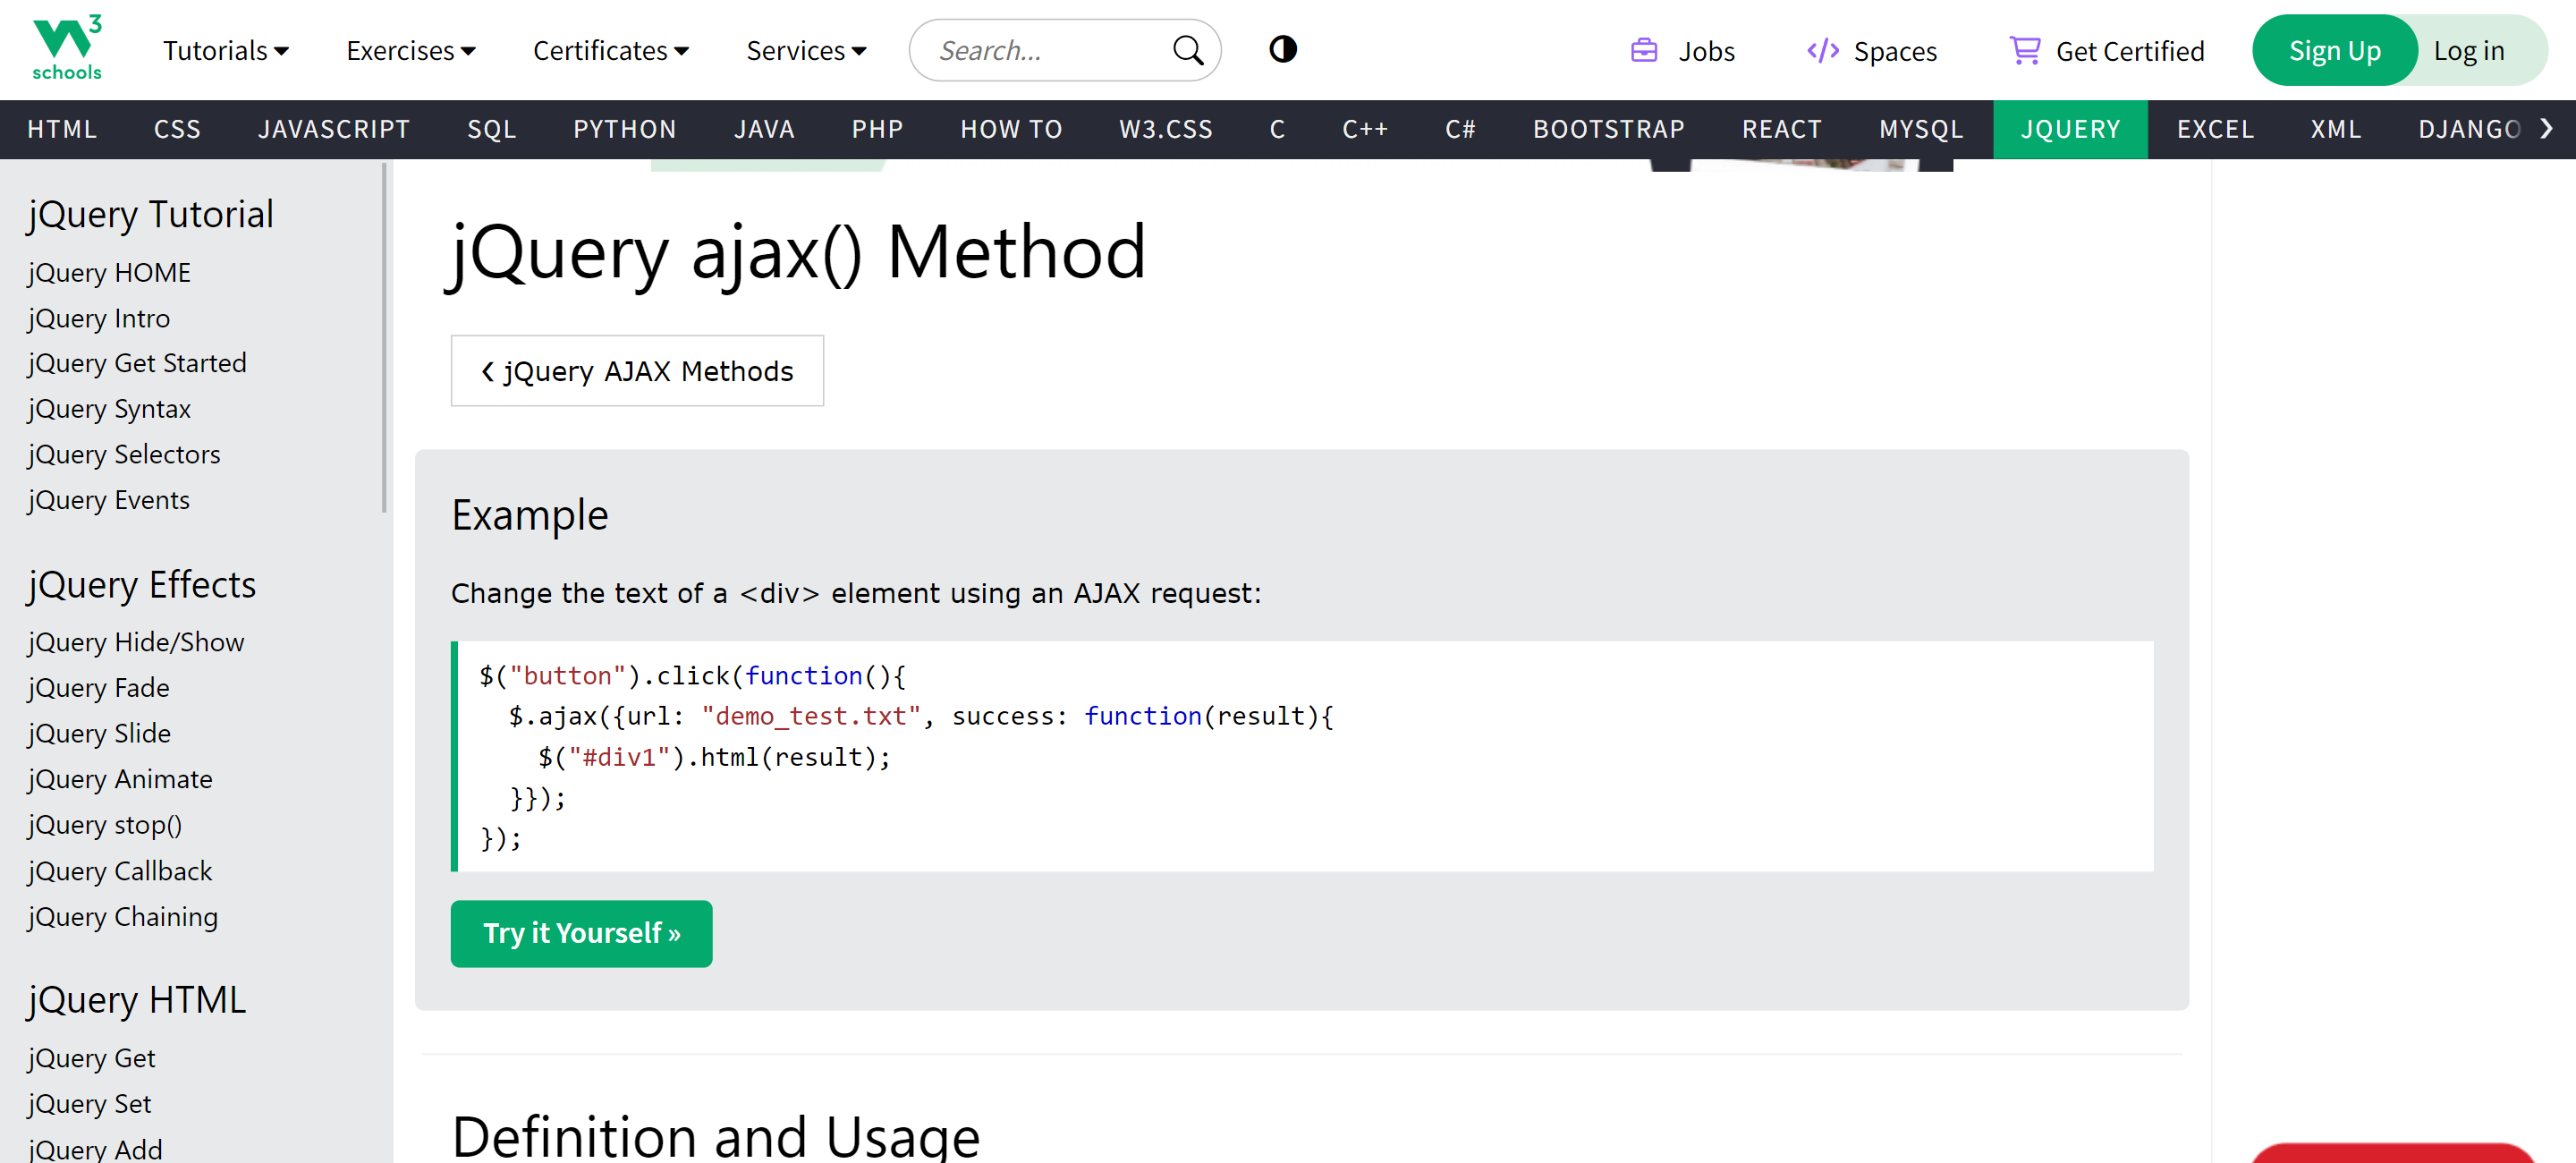 3
schools
Tutorials
Exercises
Certificates
Services
Search...
Jobs
Spaces
Get Certified
Sign Up
Log in
HTML CSS JAVASCRIPT SQL PYTHON JAVA PHP HOW TO W3.CSS C C++ C# BOOTSTRAP REACT MYSQL JQUERY EXCEL XML DJANGO
jQuery Tutorial
jQuery HOME
jQuery Intro
jQuery Get Started
jQuery Syntax
jQuery Selectors
jQuery Events
jQuery Effects
jQuery Hide/Show
jQuery Fade
jQuery Slide
jQuery Animate
jQuery stop()
jQuery Callback
jQuery Chaining
jQuery HTML
jQuery Get
jQuery Set
jQuery Add
jQuery ajax() Method
❮ jQuery AJAX Methods
Example
Change the text of a <div> element using an AJAX request:
$("button").click(function(){
  $.ajax({url: "demo_test.txt", success: function(result){
    $("#div1").html(result);
  }});
});
Try it Yourself »
Definition and Usage